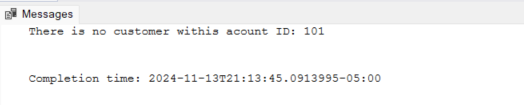 Messages
There is no customer withis acount ID: 101
Completion time: 2024-11-13T21:13:45.0913995-05:00